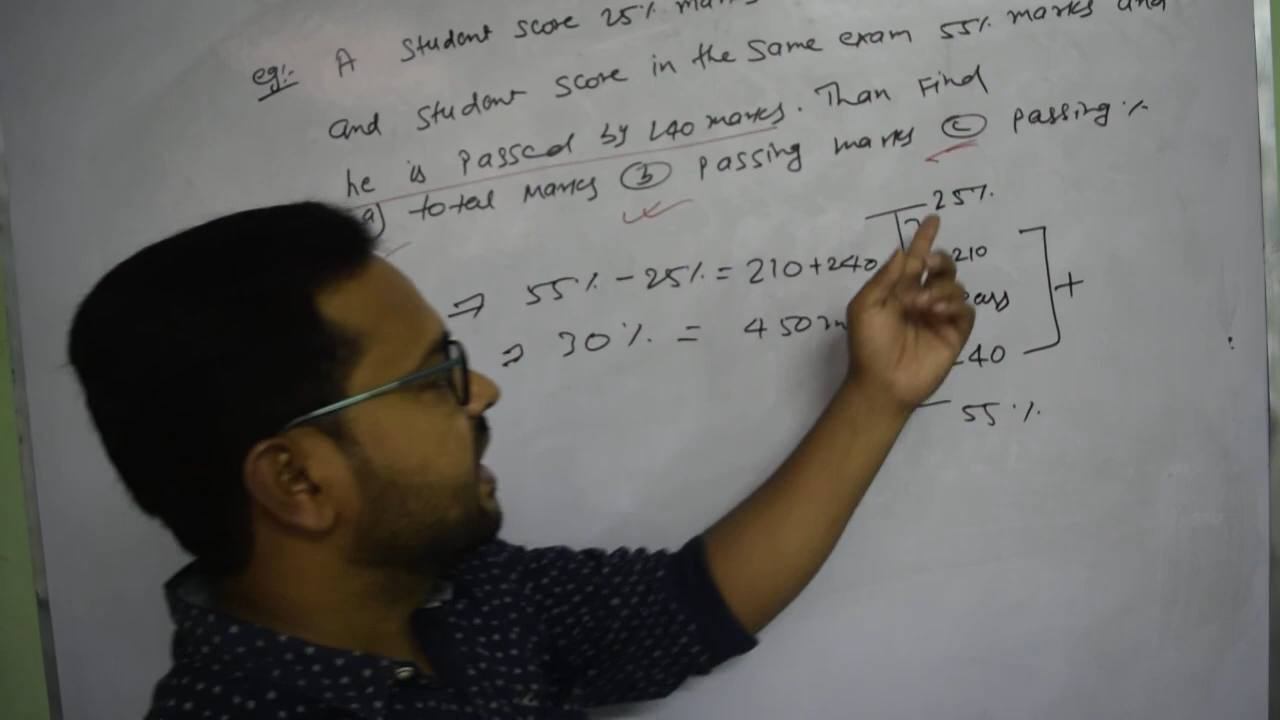 eg:- A student score 25%
and student score in the same exam 55% marks and
he is passed by 240 marks. Than Find
a) total marks (b) passing marks (c) passing %
25%
⇒ 55% - 25% = 210+240
210
⇒ 30% = 450
+
40
55%